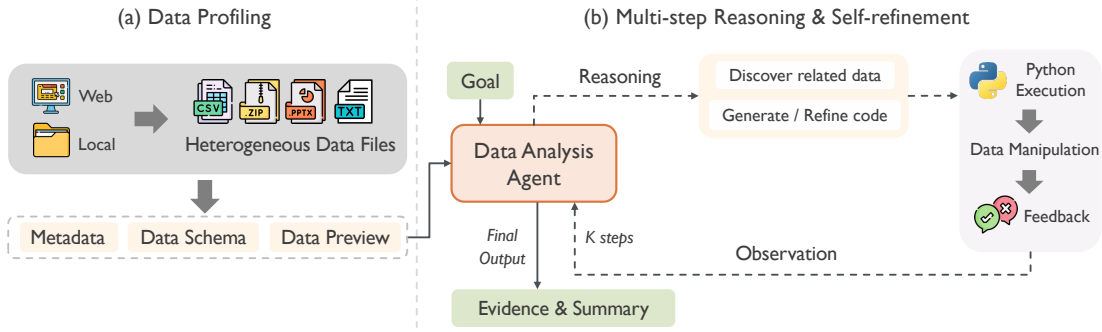 (a) Data Profiling
Web
Local
CSV
.ZIP
.PPTX
TXT
Heterogeneous Data Files
Metadata
Data Schema
Data Preview
(b) Multi-step Reasoning & Self-refinement
Goal
Reasoning
Discover related data
Generate / Refine code
Python
Execution
Data Manipulation
Feedback
Data Analysis
Agent
Final
Output
K steps
Observation
Evidence & Summary